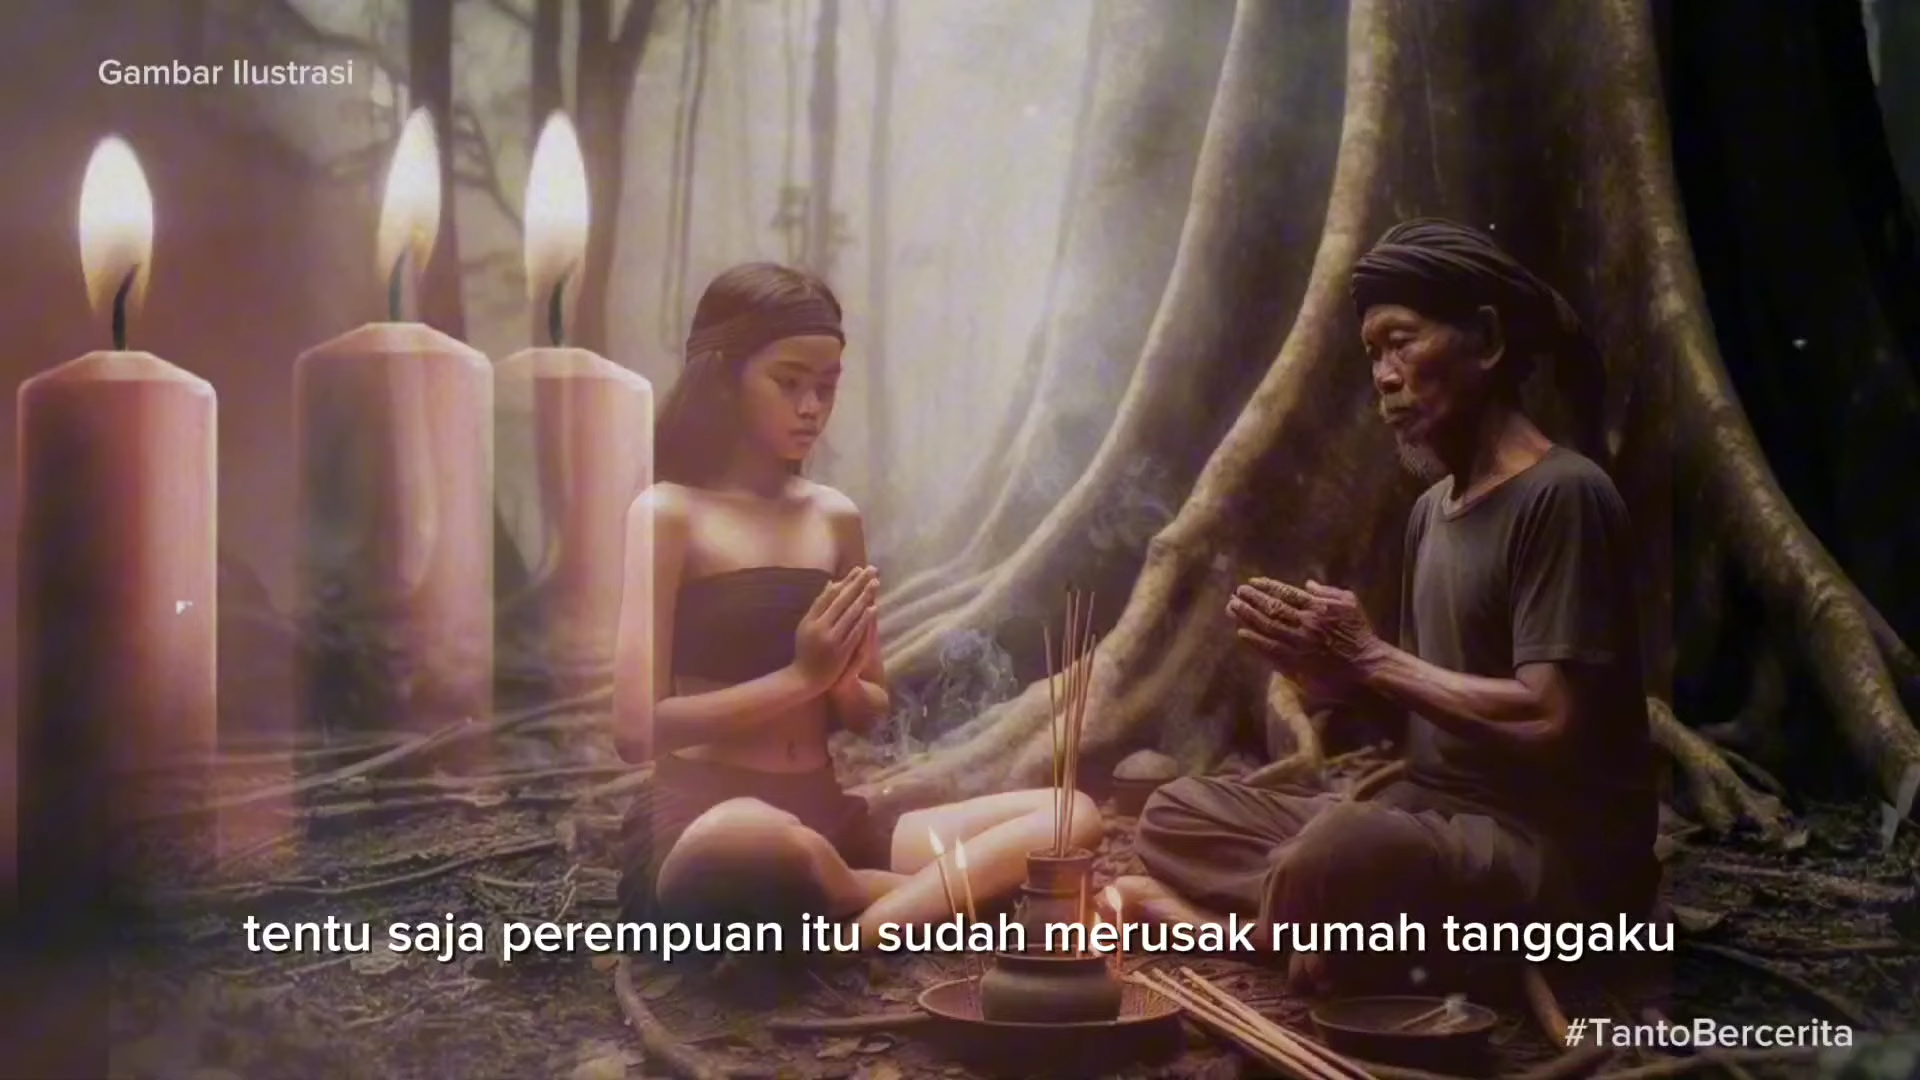 Gambar Ilustrasi
tentu saja perempuan itu sudah merusak rumah tanggaku
#TantoBercerita